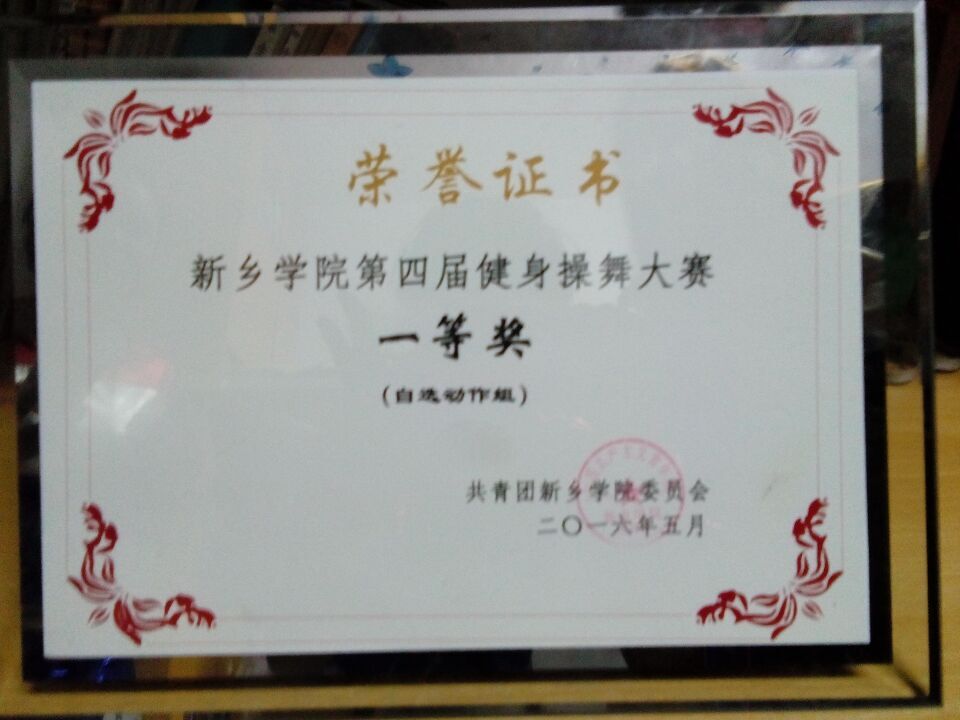 荣誉证书
新乡学院第四届健身操舞大赛
一等奖
(自选动作组)
共青团新乡学院委员会
二〇一六年五月